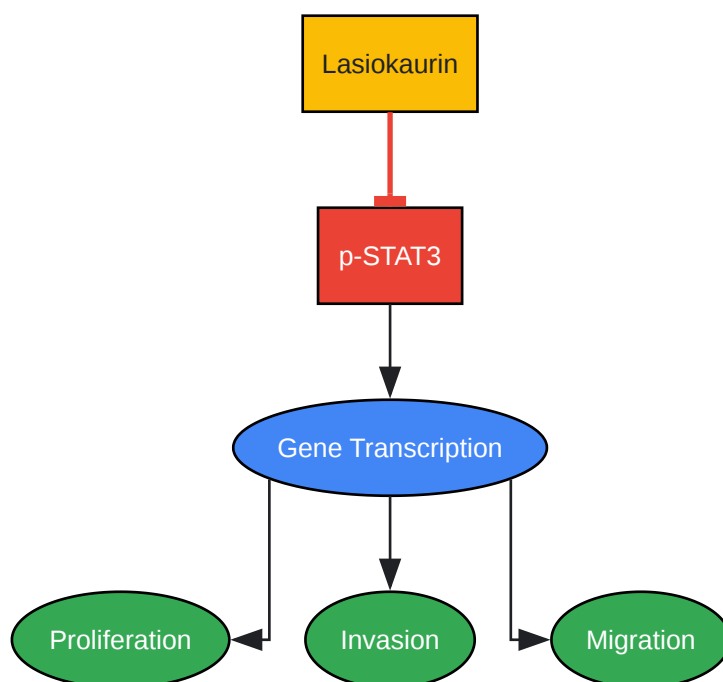 Lasiokaurin
p-STAT3
Gene Transcription
Proliferation
Invasion
Migration